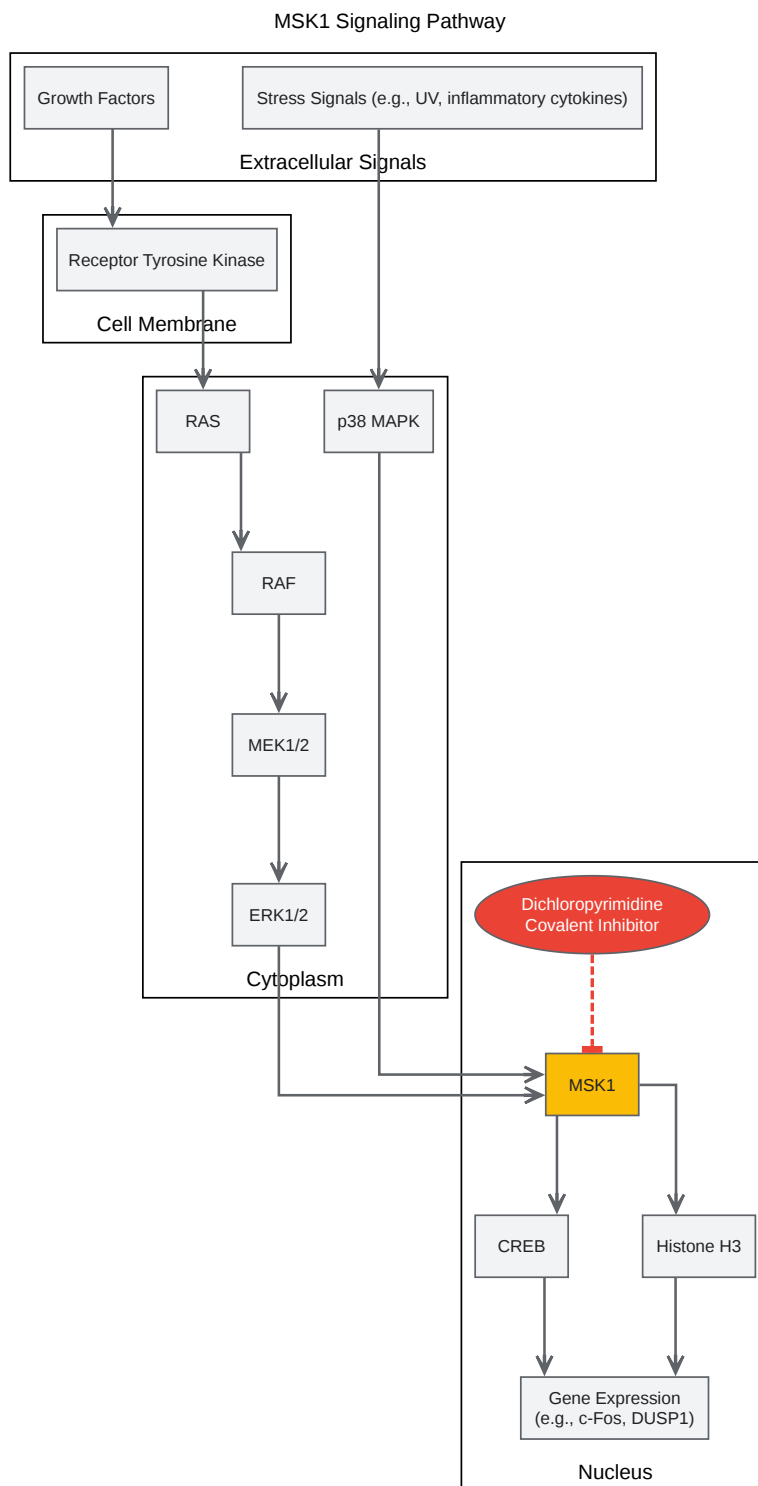 MSK1 Signaling Pathway
Growth Factors
Stress Signals (e.g., UV, inflammatory cytokines)
Extracellular Signals
Receptor Tyrosine Kinase
Cell Membrane
RAS
p38 MAPK
RAF
MEK1/2
ERK1/2
Cytoplasm
Dichloropyrimidine
Covalent Inhibitor
MSK1
CREB
Histone H3
Gene Expression
(e.g., c-Fos, DUSP1)
Nucleus